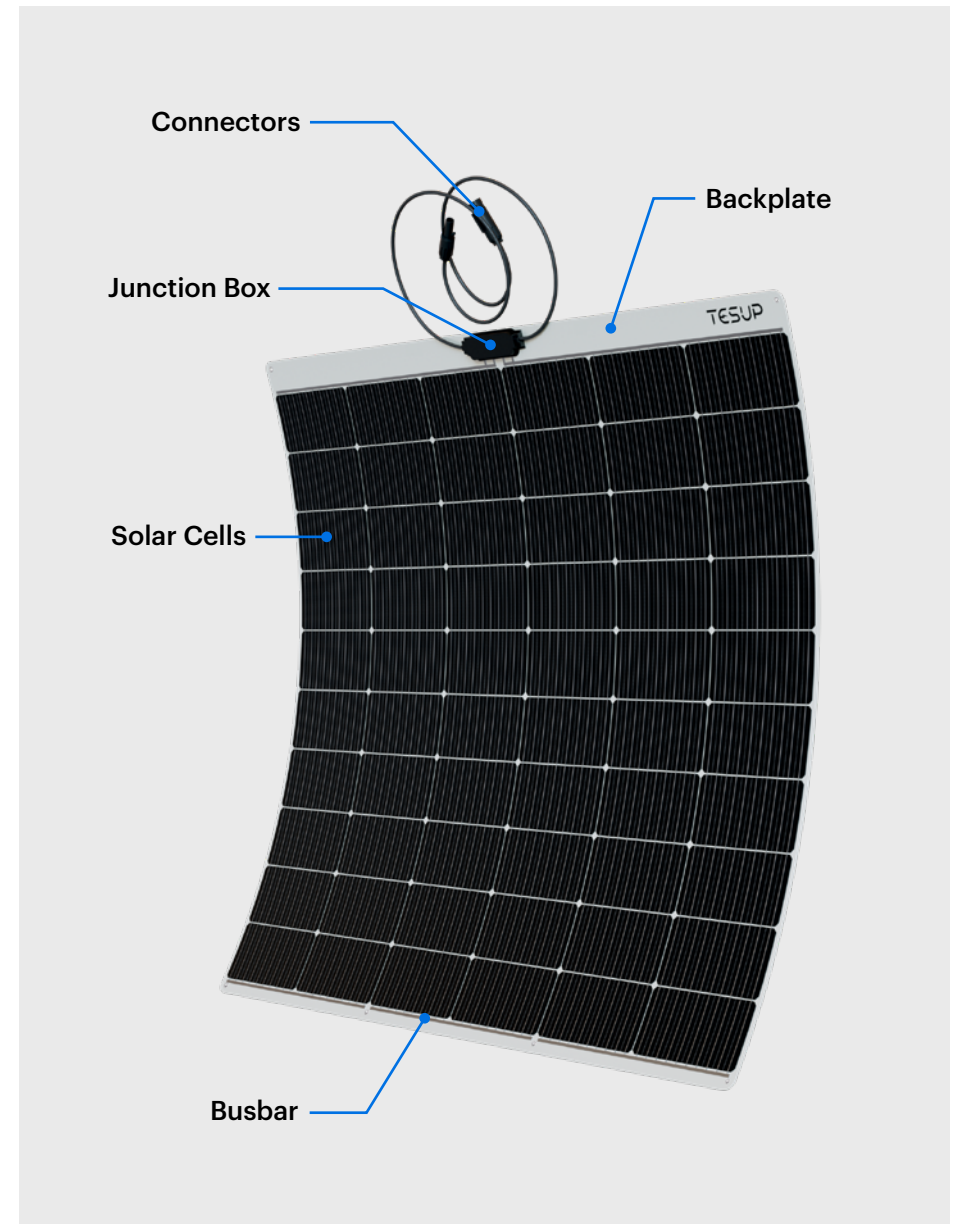 Connectors
Backplate
Junction Box
TESUP
Solar Cells
Busbar